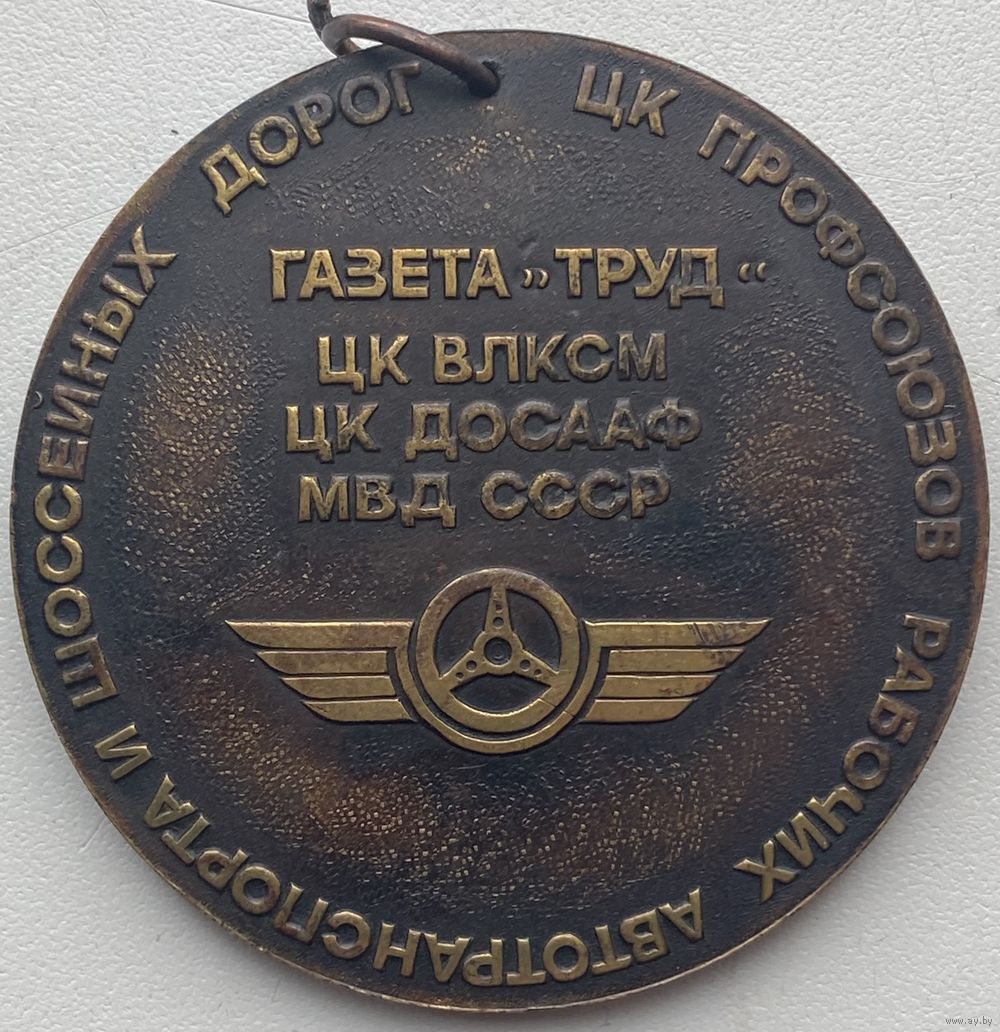 ЦК ПРОФСОЮЗОВ РАБОЧИХ АВТОТРАНСПОРТА И ШОССЕЙНЫХ ДОРОГ
ГАЗЕТА „ТРУД“
ЦК ВЛКСМ
ЦК ДОСААФ
МВД СССР
www.ay.by